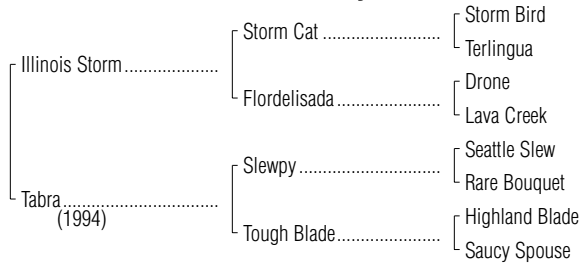 Storm Bird
Storm Cat ......................
Terlingua
Illinois Storm...................
Drone
Flordelisada ...................
Lava Creek
Seattle Slew
Slewpy ..........................
Rare Bouquet
Tabra...............................
(1994)
Highland Blade
Tough Blade...................
Saucy Spouse